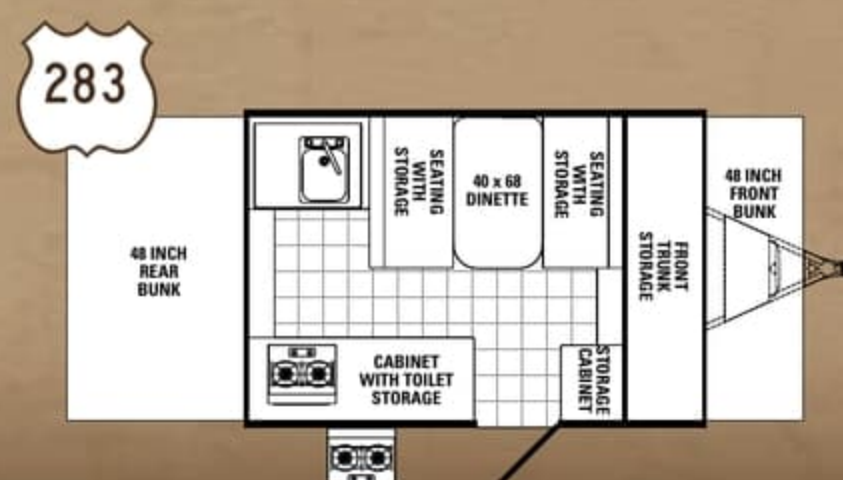 283
48 INCH
REAR
BUNK
SEATING
WITH
STORAGE
40 x 68
DINETTE
SEATING
WITH
STORAGE
FRONT
TRUNK
STORAGE
48 INCH
FRONT
BUNK
CABINET
WITH TOILET
STORAGE
STORAGE
CABINET